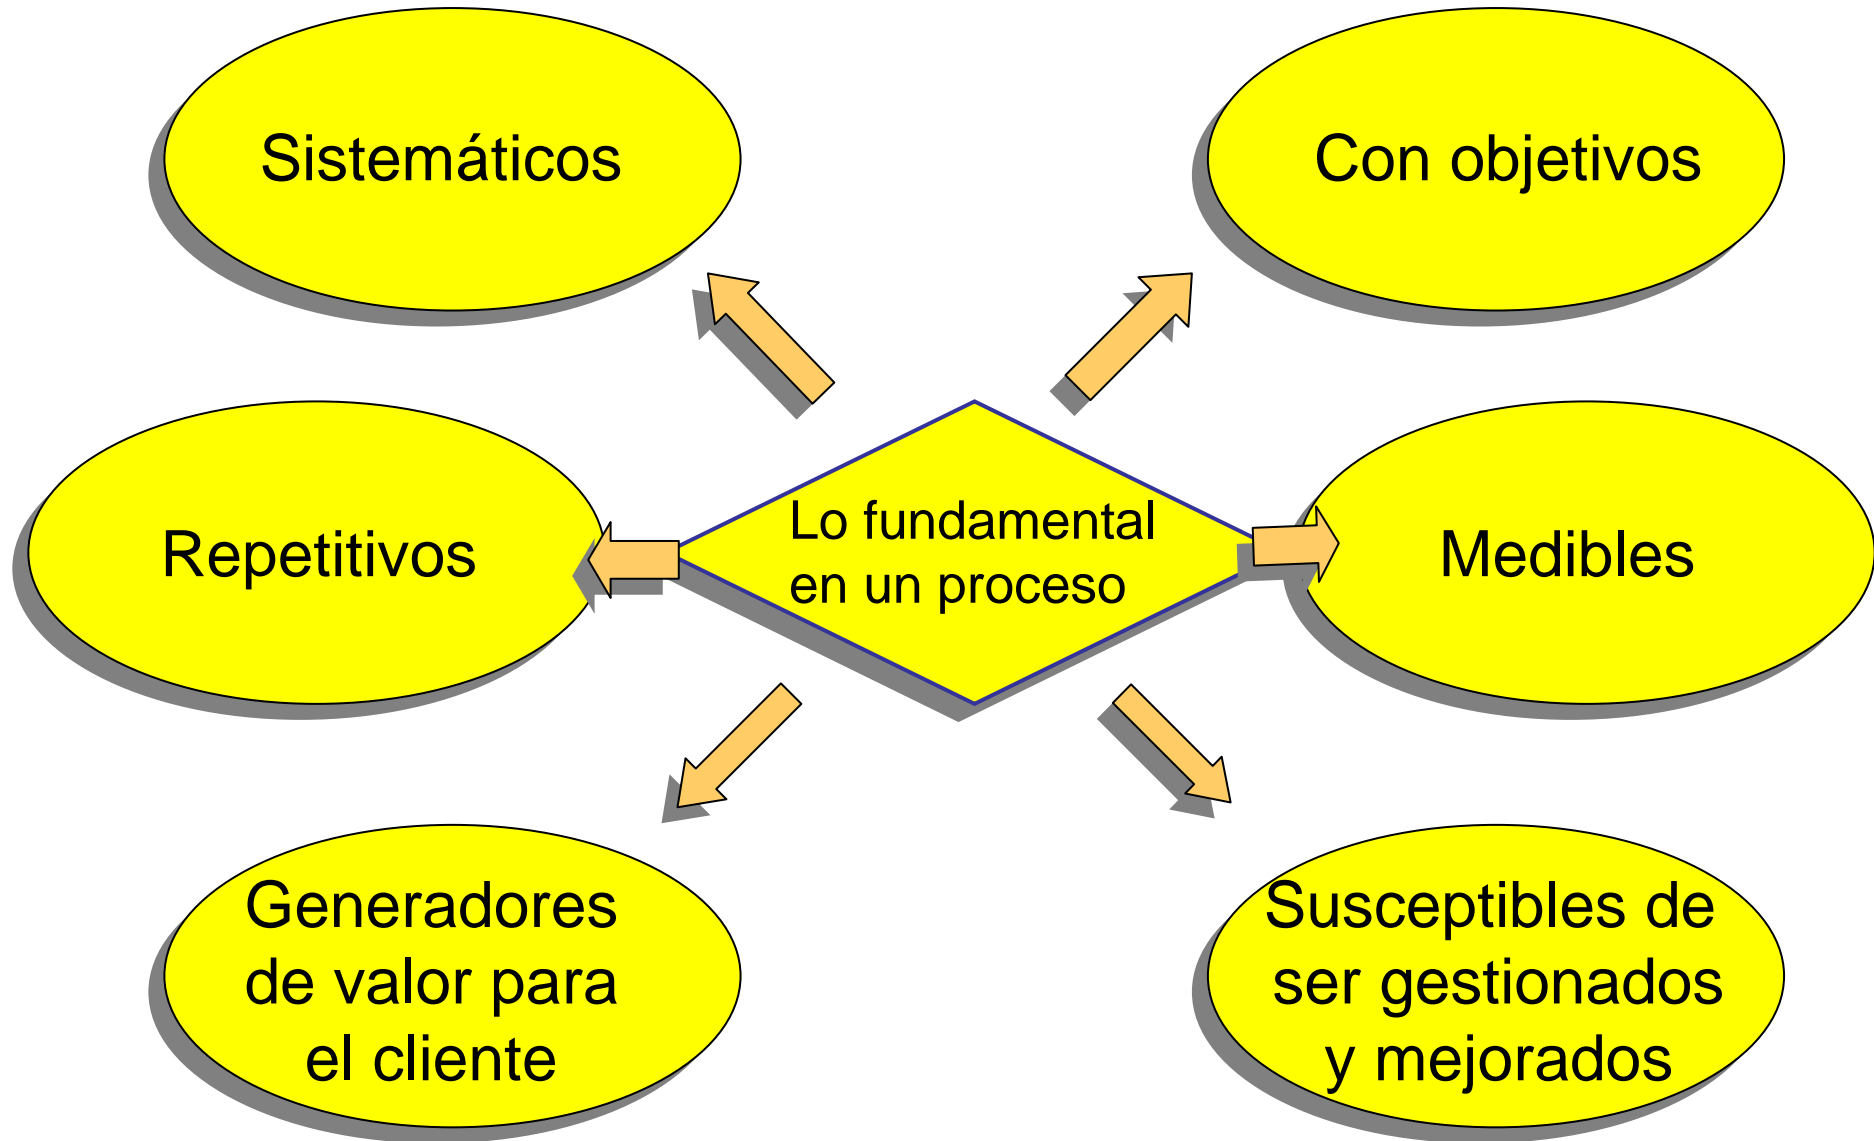 Sistemáticos
Con objetivos
Repetitivos
Lo fundamental
en un proceso
Medibles
Generadores
de valor para
el cliente
Susceptibles de
ser gestionados
y mejorados